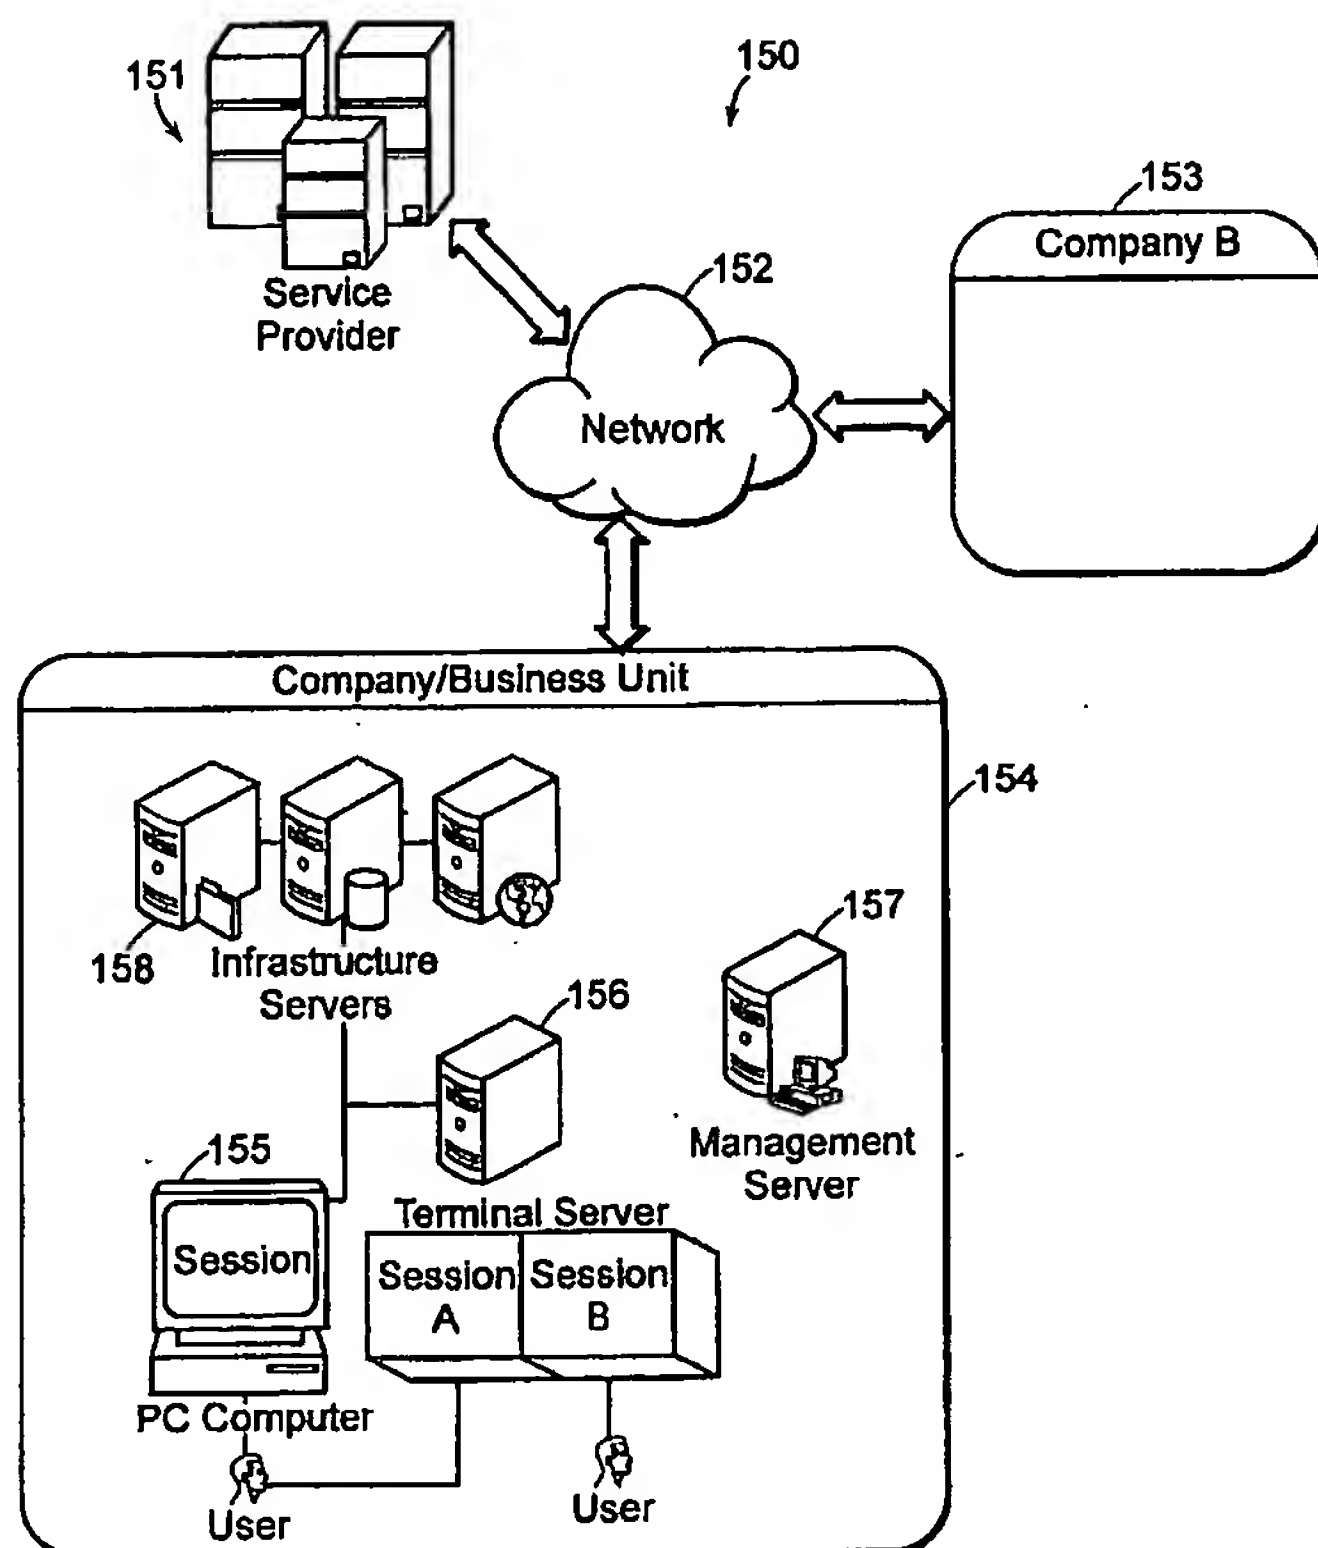 151
150
Service
Provider
152
153
Company B
Network
Company/Business Unit
154
158
Infrastructure
Servers
157
Management
Server
156
Terminal Server
155
Session
Session
A
Session
B
PC Computer
User
User